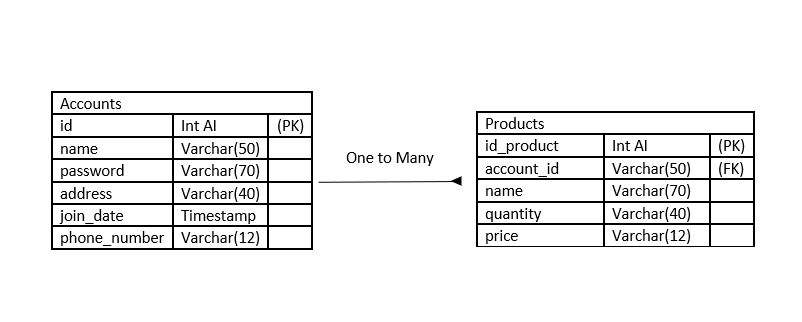 Accounts
id Int AI (PK)
name Varchar(50)
password Varchar(70)
address Varchar(40)
join_date Timestamp
phone_number Varchar(12)
One to Many
Products
id_product Int AI (PK)
account_id Varchar(50) (FK)
name Varchar(70)
quantity Varchar(40)
price Varchar(12)